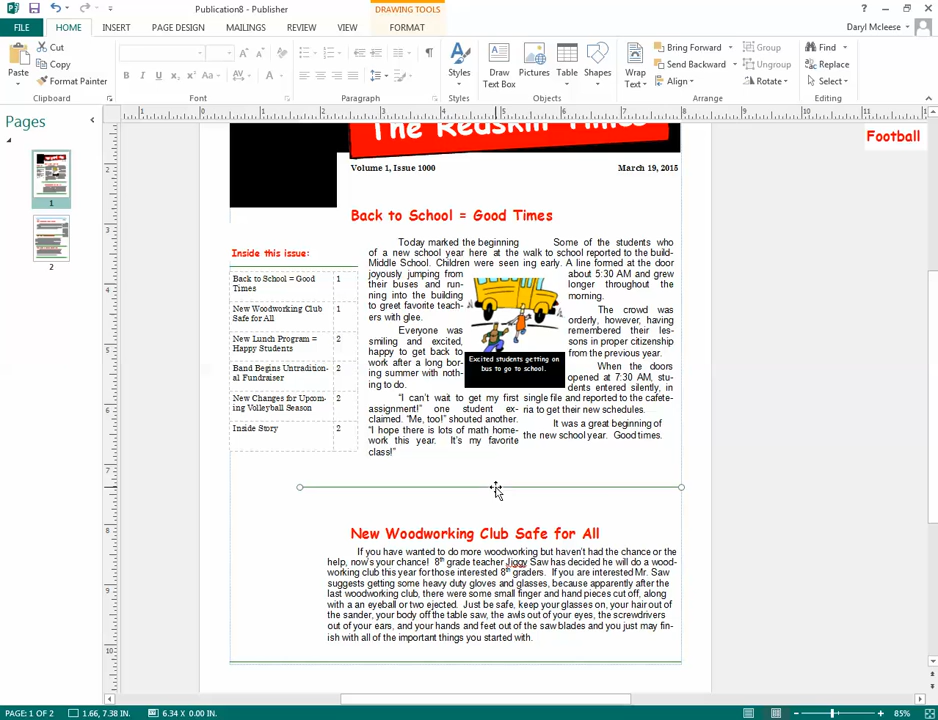 Publication8 - Publisher
DRAWING TOOLS
FILE HOME INSERT PAGE DESIGN MAILINGS REVIEW VIEW FORMAT
Daryl Mcleese
Paste
Cut
Copy
Format Painter
Clipboard
Font
Paragraph
Styles
Styles
Draw Text Box
Pictures
Table
Shapes
Objects
Wrap Text
Bring Forward
Send Backward
Align
Group
Ungroup
Rotate
Arrange
Find
Replace
Select
Editing
Pages
1
2
The Redskin Times
Football
Volume 1, Issue 1000
March 19, 2015
Back to School = Good Times
Inside this issue:
Back to School = Good Times 1
New Woodworking Club Safe for All 1
New Lunch Program = Happy Students 2
Band Begins Untradition-
al Fundraiser 2
New Changes for Upcom-
ing Volleyball Season 2
Inside Story 2
Today marked the beginning
of a new school year here at the
Middle School. Children were seen
joyously jumping from
their buses and run-
ning into the building
to greet favorite teach-
ers with glee.
Everyone was
smiling and excited,
happy to get back to
work after a long bor-
ing summer with noth-
ing to do.
“I can’t wait to get my first
assignment!” one student ex-
claimed. “Me, too!” shouted another.
“I hope there is lots of math home-
work this year. It’s my favorite
class!”
Excited students getting on
bus to go to school.
Some of the students who
walk to school reported to the build-
ing early. A line formed at the door
about 5:30 AM and grew
longer throughout the
morning.
The crowd was
orderly, however, having
remembered their les-
sons in proper citizenship
from the previous year.
When the doors
opened at 7:30 AM, stu-
dents entered silently, in
single file and reported to the cafete-
ria to get their new schedules.
It was a great beginning of
the new school year. Good times.
New Woodworking Club Safe for All
If you have wanted to do more woodworking but haven’t had the chance or the
help, now’s your chance! 8th grade teacher Jiggy Saw has decided he will do a wood-
working club this year for those interested 8th graders. If you are interested Mr. Saw
suggests getting some heavy duty gloves and glasses, because apparently after the
last woodworking club, there were some small finger and hand pieces cut off, along
with a an eyeball or two ejected. Just be safe, keep your glasses on, your hair out of
the sander, your body off the table saw, the awls out of your eyes, the screwdrivers
out of your ears, and your hands and feet out of the saw blades and you just may fin-
ish with all of the important things you started with.
PAGE: 1 OF 2
1.66, 7.38 IN.
6.34 x 0.00 IN.
85%